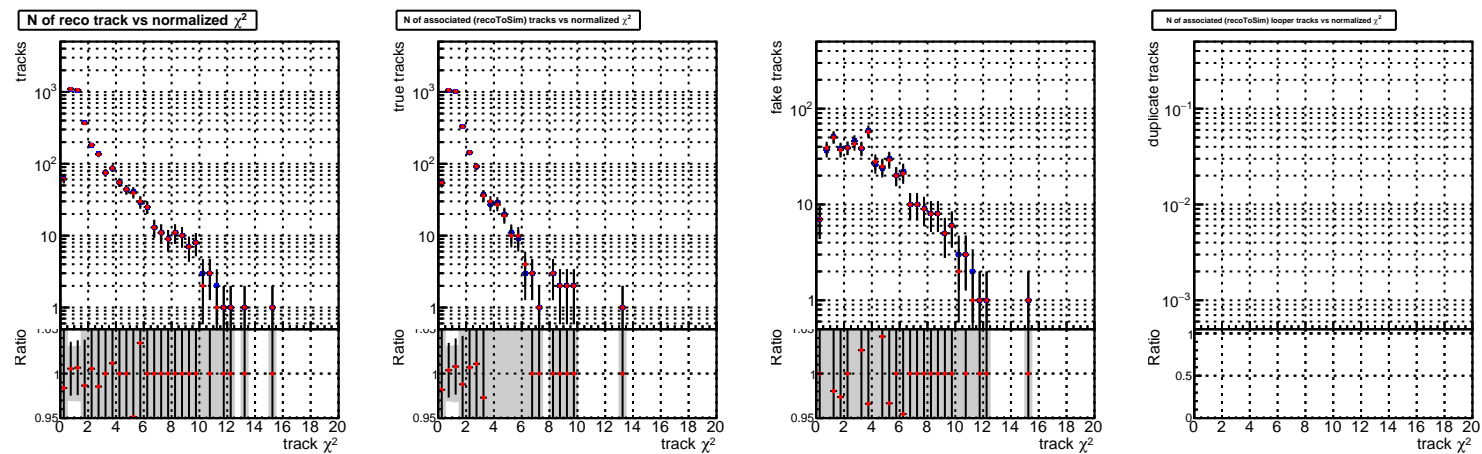 N of reco track vs normalized χ²
tracks
10³
10²
10
1
Ratio
1.05
1
0.95
0 2 4 6 8 10 12 14 16 18 20
track χ²
N of associated (recoToSim) tracks vs normalized χ²
true tracks
10³
10²
10
1
Ratio
1.05
1
0.95
0 2 4 6 8 10 12 14 16 18 20
track χ²
fake tracks
10²
10
1
Ratio
1.05
1
0.95
0 2 4 6 8 10 12 14 16 18 20
track χ²
N of associated (recoToSim) looper tracks vs normalized χ²
duplicate tracks
10⁻¹
10⁻²
10⁻³
Ratio
1
0.5
0
0 2 4 6 8 10 12 14 16 18 20
track χ²